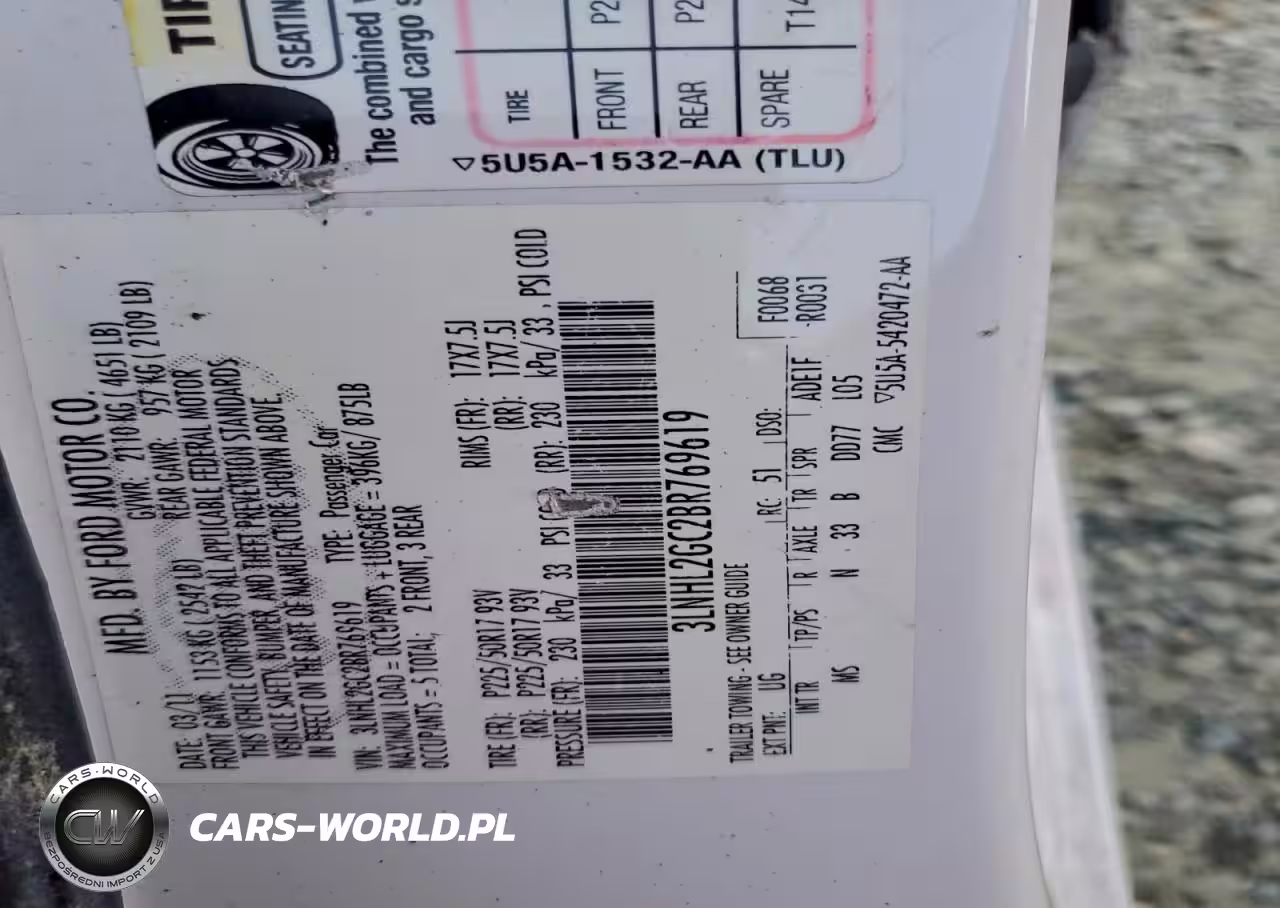 TIR
SEATIN
The combined
and cargo
TIRE
FRONT P2
REAR P2
SPARE T14
5U5A-1532-AA (TLU)
MFD. BY FORD MOTOR CO.
DATE: 03/11 GVWR: 2110 KG ( 4651 LB)
FRONT GAWR: 1153 KG ( 2542 LB) REAR GAWR: 957 KG ( 2109 LB)
THIS VEHICLE CONFORMS TO ALL APPLICABLE FEDERAL MOTOR
VEHICLE SAFETY, BUMPER, AND THEFT PREVENTION STANDARDS
IN EFFECT ON THE DATE OF MANUFACTURE SHOWN ABOVE.
VIN: 3LNHL2GC2BR769619 TYPE: Passenger Car
MAXIMUM LOAD = OCCUPANTS + LUGGAGE = 396KG/ 875LB
OCCUPANTS = 5 TOTAL; 2 FRONT, 3 REAR
TIRE (FR): P225/50R17 93V RIMS (FR): 17X7.5J
(RR): P225/50R17 93V (RR): 17X7.5J
PRESSURE (FR): 230 kPa/ 33 PSI (RR): 230 kPa/ 33 , PSI COLD
3LNHL2GC2BR769619
TRAILER TOWING - SEE OWNER GUIDE
EXT PNT: UG RC: 51 DSO: F0068
INT TR TP/PS R AXLE TR SPR ADE1F -R0031
MS N 33 B DD77 L05
CMC 5U5A-5420472-AA
CARS-WORLD
CW
BEZPOŚREDNI IMPORT Z USA
CARS-WORLD.PL